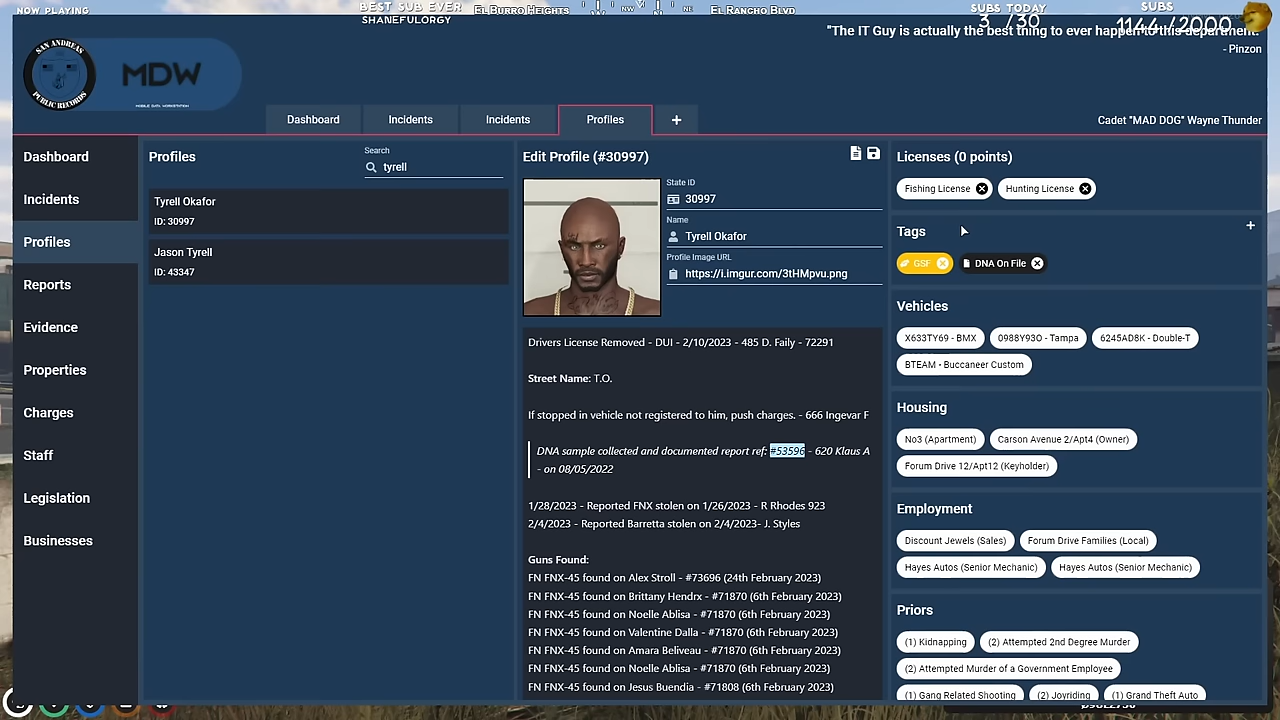 NOW PLAYING
BEST SUB EVER
SHANEFULORGY
El Burro Heights
NW
El Rancho Blvd
SUBS TODAY
3 /30
SUBS
1144/2000
"The IT Guy is actually the best thing to ever happen to this department."
- Pinzon
SAN ANDREAS
PUBLIC RECORDS
MDW
MOBILE DATA WORKSTATION
Dashboard
Incidents
Incidents
Profiles
+
Cadet "MAD DOG" Wayne Thunder
Dashboard
Incidents
Profiles
Reports
Evidence
Properties
Charges
Staff
Legislation
Businesses
Profiles
Search
tyrell
Tyrell Okafor
ID: 30997
Jason Tyrell
ID: 43347
Edit Profile (#30997)
State ID
30997
Name
Tyrell Okafor
Profile Image URL
https://i.imgur.com/3tHMpvu.png
Drivers License Removed - DUI - 2/10/2023 - 485 D. Faily - 72291
Street Name: T.O.
If stopped in vehicle not registered to him, push charges. - 666 Ingevar F
DNA sample collected and documented report ref: #53596 - 620 Klaus A
- on 08/05/2022
1/28/2023 - Reported FNX stolen on 1/26/2023 - R Rhodes 923
2/4/2023 - Reported Barretta stolen on 2/4/2023- J. Styles
Guns Found:
FN FNX-45 found on Alex Stroll - #73696 (24th February 2023)
FN FNX-45 found on Brittany Hendrx - #71870 (6th February 2023)
FN FNX-45 found on Noelle Ablisa - #71870 (6th February 2023)
FN FNX-45 found on Valentine Dalla - #71870 (6th February 2023)
FN FNX-45 found on Amara Beliveau - #71870 (6th February 2023)
FN FNX-45 found on Noelle Ablisa - #71870 (6th February 2023)
FN FNX-45 found on Jesus Buendia - #71808 (6th February 2023)
Licenses (0 points)
Fishing License
Hunting License
Tags
+
GSF
DNA On File
Vehicles
X633TY69 - BMX
0988Y93O - Tampa
6245AD8K - Double-T
BTEAM - Buccaneer Custom
Housing
No3 (Apartment)
Carson Avenue 2/Apt4 (Owner)
Forum Drive 12/Apt12 (Keyholder)
Employment
Discount Jewels (Sales)
Forum Drive Families (Local)
Hayes Autos (Senior Mechanic)
Hayes Autos (Senior Mechanic)
Priors
(1) Kidnapping
(2) Attempted 2nd Degree Murder
(2) Attempted Murder of a Government Employee
(1) Gang Related Shooting
(2) Joyriding
(1) Grand Theft Auto